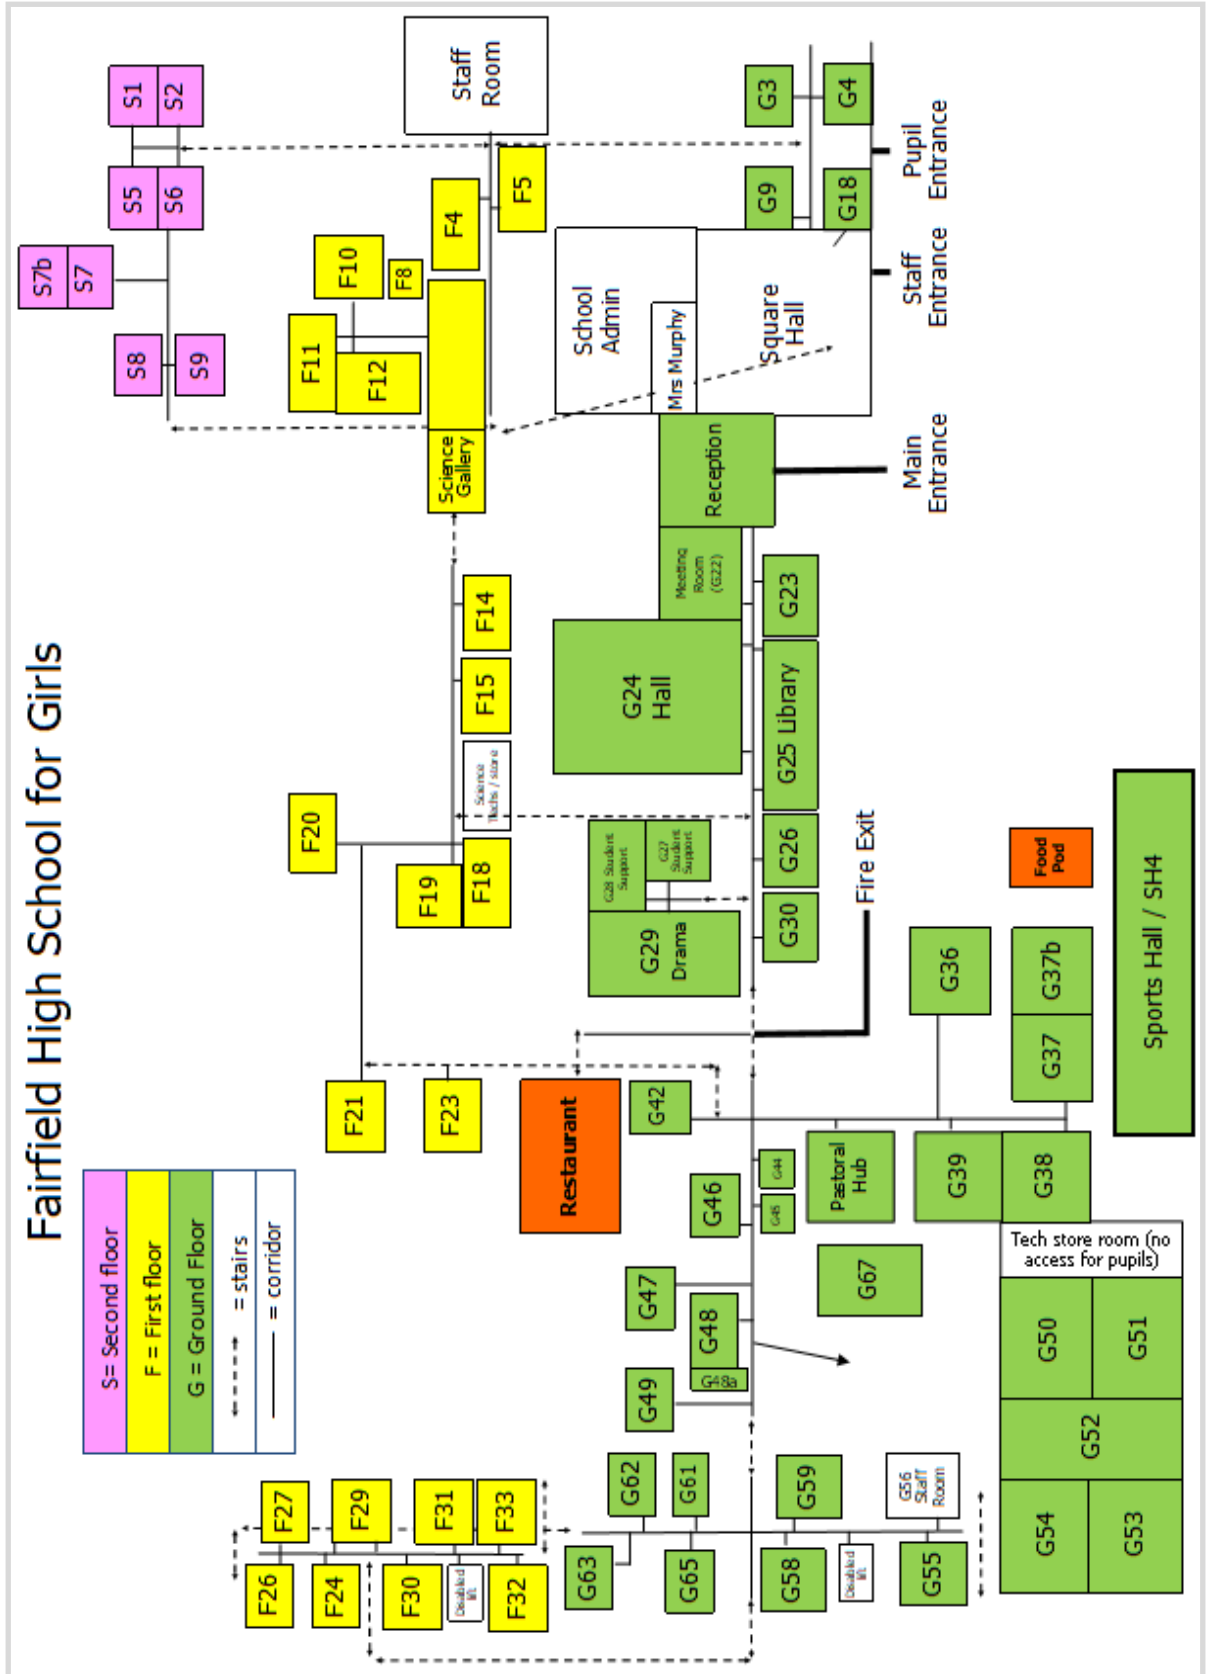 Fairfield High School for Girls
S= Second floor
F = First floor
G = Ground Floor
= stairs
= corridor
S1
S2
S5
S6
S7b
S7
S8
S9
Staff
Room
F4
F5
F8
F10
F11
F12
Science
Gallery
F14
F15
F18
F19
F20
F21
F23
F24
F26
F27
F29
F30
F31
F32
F33
Disabled
lift
School
Admin
Mrs Murphy
Square
Hall
G3
G4
G9
G18
Pupil
Entrance
Staff
Entrance
Main
Entrance
Reception
Meeting
Room
(G22)
G23
G24
Hall
G25 Library
G26
G27
Student
Support
G28 Student
Support
G29
Drama
G30
Fire Exit
Restaurant
Food
Pod
G36
G37
G37b
G38
G39
Sports Hall / SH4
Pastoral
Hub
G42
G44
G45
G46
G47
G48
G48a
G49
G67
Tech store room (no
access for pupils)
G50
G51
G52
G53
G54
G55
G56
Staff
Room
G58
G59
G61
G62
G63
G65
Disabled
lift
Science
/ store